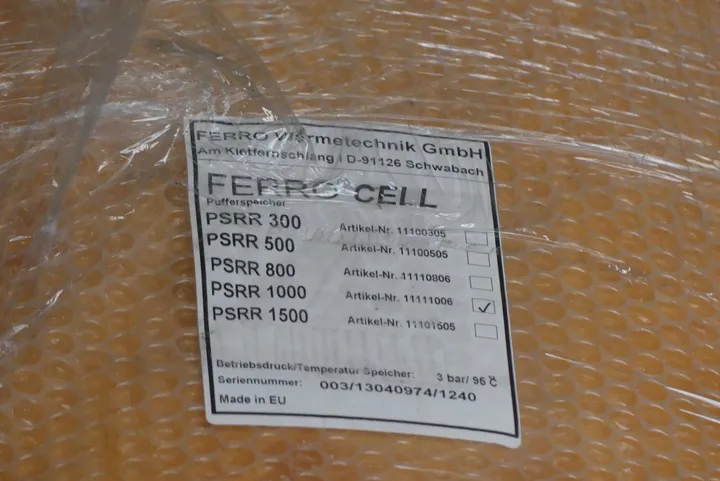 FERRO Wärmetechnik GmbH
Am Kiefernschlag 1 D-91126 Schwabach
FERRO CELL
Pufferspeicher
PSRR 300 Artikel-Nr. 11100305
PSRR 500 Artikel-Nr. 11100505
PSRR 800 Artikel-Nr. 11110806
PSRR 1000 Artikel-Nr. 11111006 ✓
PSRR 1500 Artikel-Nr. 11101505
Betriebsdruck/Temperatur Speicher: 3 bar/ 95 °C
Seriennummer: 003/13040974/1240
Made in EU